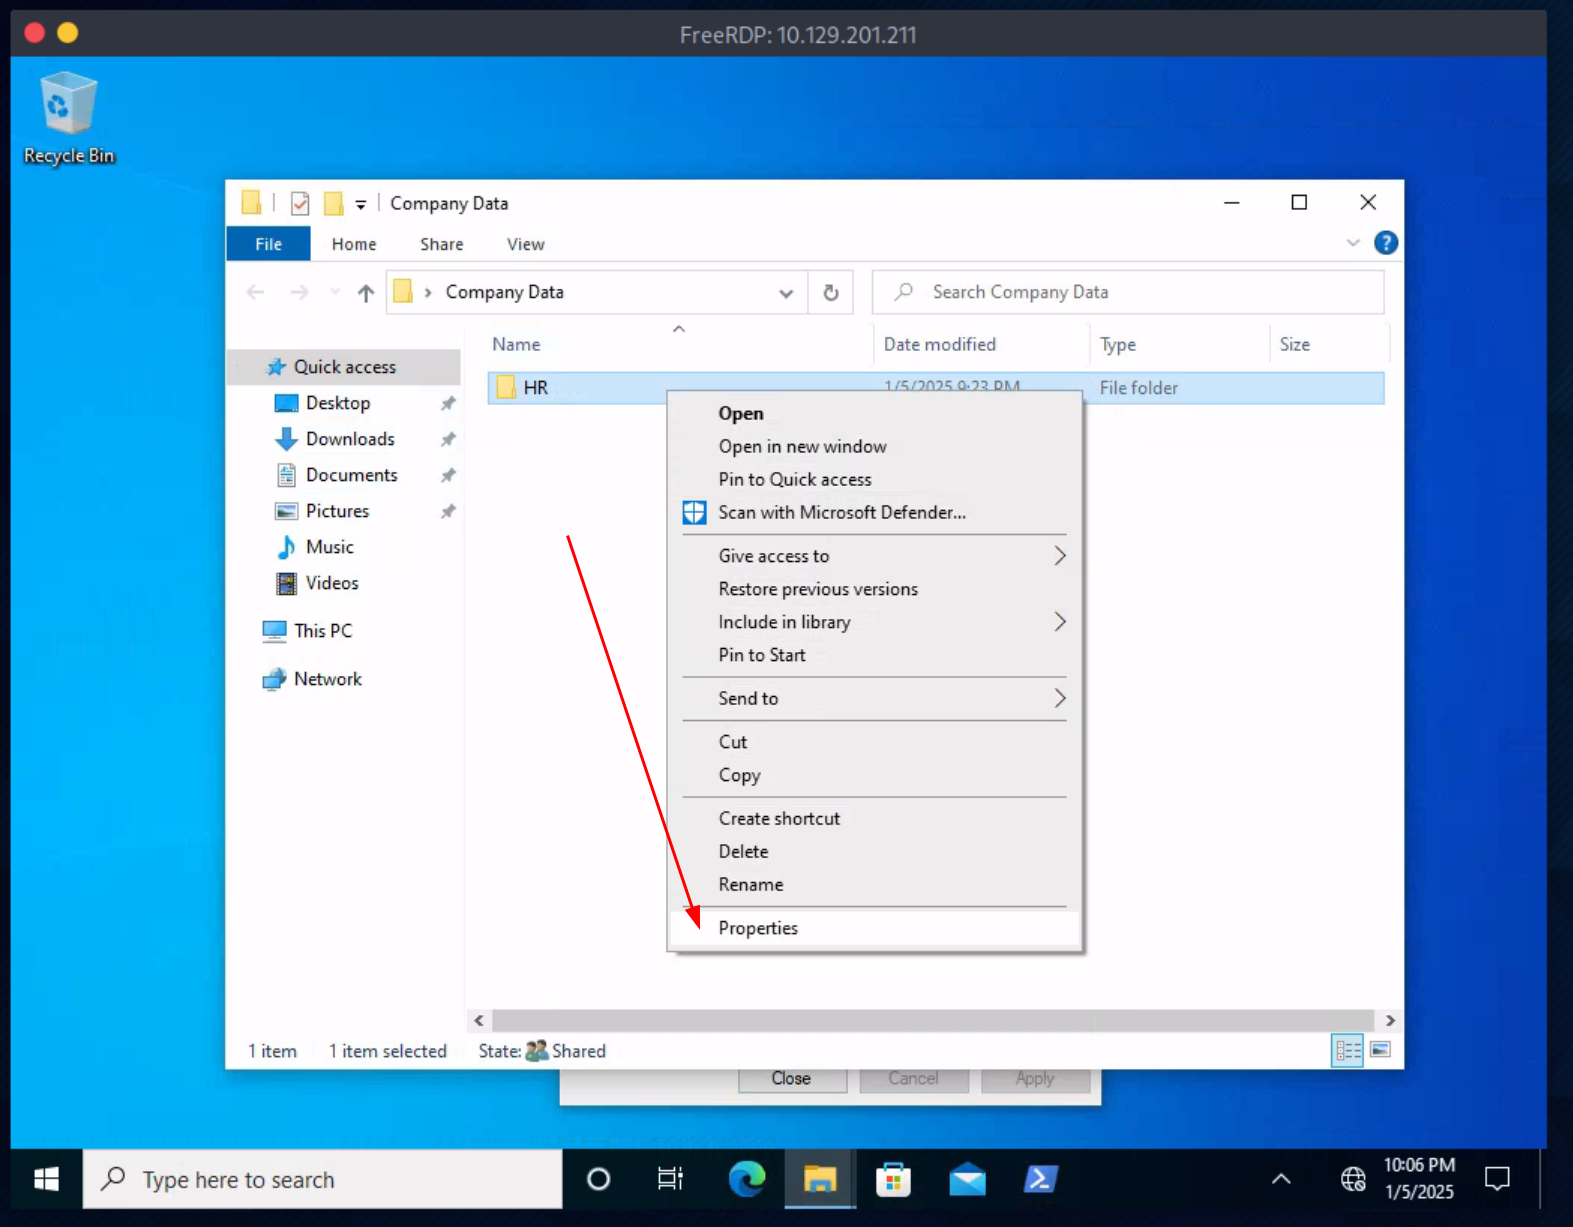 FreeRDP: 10.129.201.211
Recycle Bin
Company Data
File Home Share View
?
Company Data
Search Company Data
Name Date modified Type Size
Quick access
HR 1/5/2025 9:23 PM File folder
Desktop
Downloads
Documents
Pictures
Music
Videos
This PC
Network
Open
Open in new window
Pin to Quick access
Scan with Microsoft Defender...
Give access to
Restore previous versions
Include in library
Pin to Start
Send to
Cut
Copy
Create shortcut
Delete
Rename
Properties
1 item 1 item selected State: Shared
Close Cancel Apply
Type here to search
10:06 PM
1/5/2025